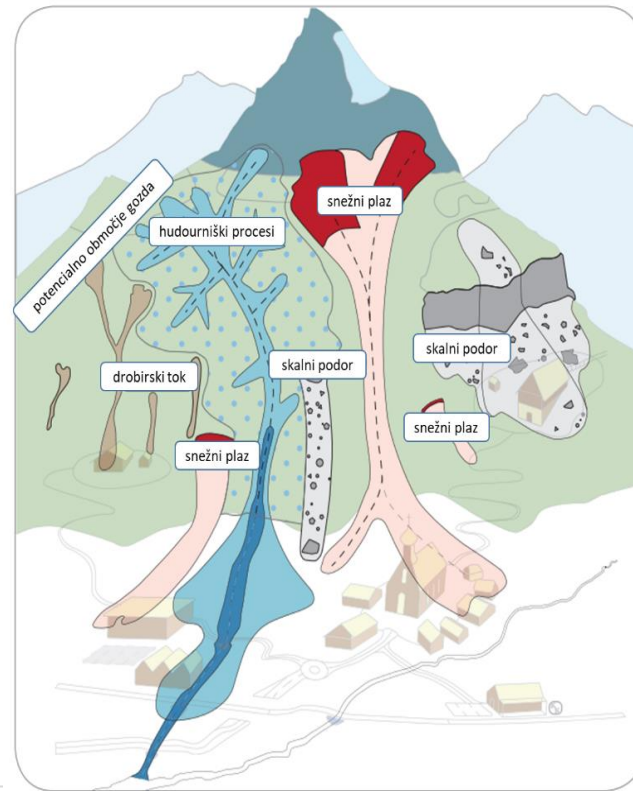 potencialno območje gozda
snežni plaz
hudourniški procesi
skalni podor
skalni podor
drobirski tok
snežni plaz
snežni plaz